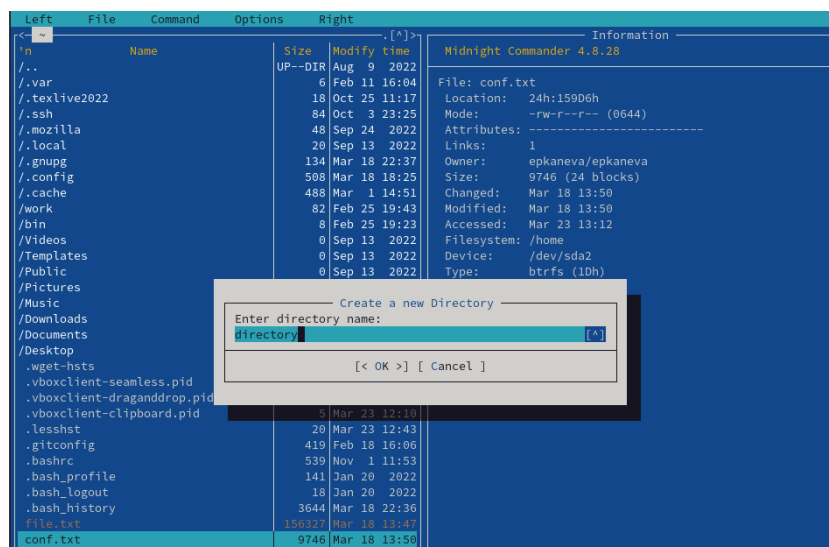 Left File Command Options Right
<─ ~ .[^]>
'n Name Size Modify time
/.. UP--DIR Aug 9 2022
/.var 6 Feb 11 16:04
/.texlive2022 18 Oct 25 11:17
/.ssh 84 Oct 3 23:25
/.mozilla 48 Sep 24 2022
/.local 20 Sep 13 2022
/.gnupg 134 Mar 18 22:37
/.config 508 Mar 18 18:25
/.cache 488 Mar 1 14:51
/work 82 Feb 25 19:43
/bin 8 Feb 25 19:23
/Videos 0 Sep 13 2022
/Templates 0 Sep 13 2022
/Public 0 Sep 13 2022
/Pictures
/Music
/Downloads
/Documents
/Desktop
.wget-hsts
.vboxclient-seamless.pid
.vboxclient-draganddrop.pid
.vboxclient-clipboard.pid 5 Mar 23 12:10
.lesshst 20 Mar 23 12:43
.gitconfig 419 Feb 18 16:06
.bashrc 539 Nov 1 11:53
.bash_profile 141 Jan 20 2022
.bash_logout 18 Jan 20 2022
.bash_history 3644 Mar 18 22:36
file.txt 156327 Mar 18 13:47
conf.txt 9746 Mar 18 13:50
Information
Midnight Commander 4.8.28
File: conf.txt
Location: 24h:159D6h
Mode: -rw-r--r-- (0644)
Attributes: -------------------------
Links: 1
Owner: epkaneva/epkaneva
Size: 9746 (24 blocks)
Changed: Mar 18 13:50
Modified: Mar 18 13:50
Accessed: Mar 23 13:12
Filesystem: /home
Device: /dev/sda2
Type: btrfs (1Dh)
Create a new Directory
Enter directory name:
directory [^]
[< OK >] [ Cancel ]